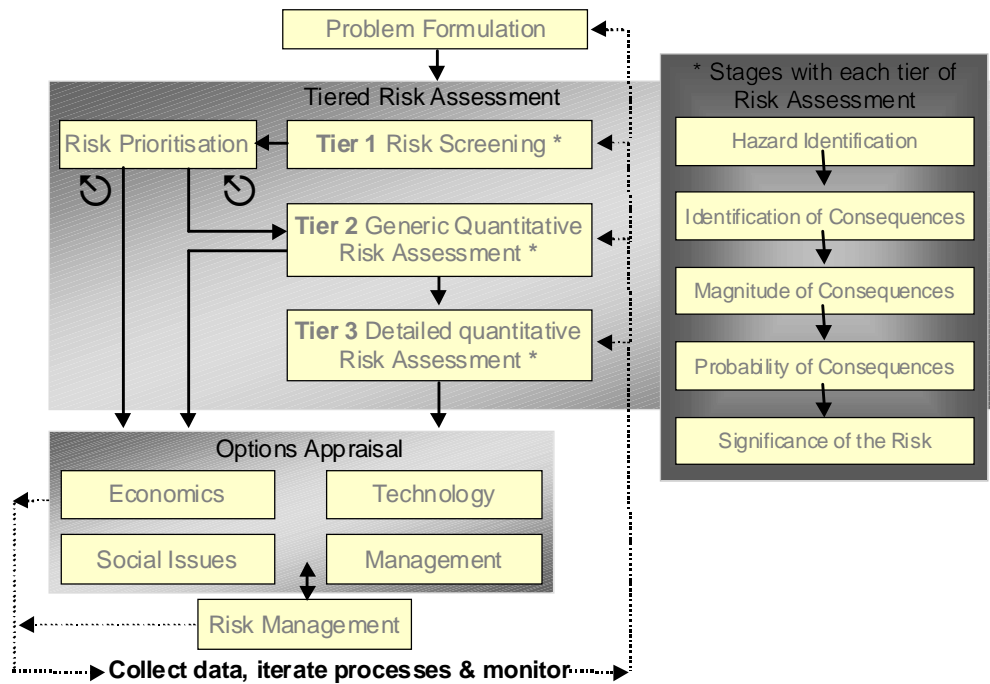 Problem Formulation
Tiered Risk Assessment
Risk Prioritisation
Tier 1 Risk Screening *
Tier 2 Generic Quantitative
Risk Assessment *
Tier 3 Detailed quantitative
Risk Assessment *
Options Appraisal
Economics
Technology
Social Issues
Management
Risk Management
Collect data, iterate processes & monitor
* Stages with each tier of
Risk Assessment
Hazard Identification
Identification of Consequences
Magnitude of Consequences
Probability of Consequences
Significance of the Risk